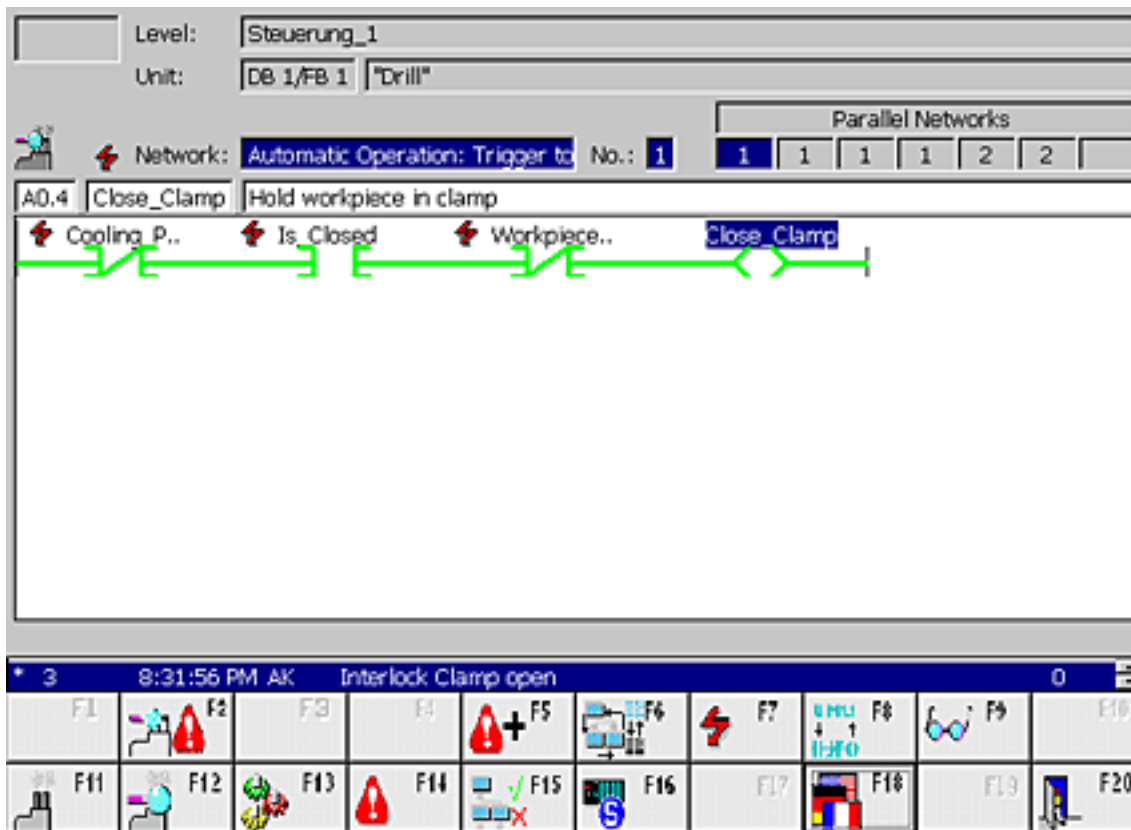 Level: Steuerung_1
Unit: DB 1/FB 1 "Drill"
Parallel Networks
Network: Automatic Operation: Trigger to No.: 1 1 1 1 1 2 2
A0.4 Close_Clamp Hold workpiece in clamp
Cooling_P.. Is_Closed Workpiece.. Close_Clamp
* 3 8:31:56 PM AK Interlock Clamp open 0
F1 F2 F3 F4 F5 F6 F7 F8 F9 F10
F11 F12 F13 F14 F15 S F16 F17 F18 F19 F20